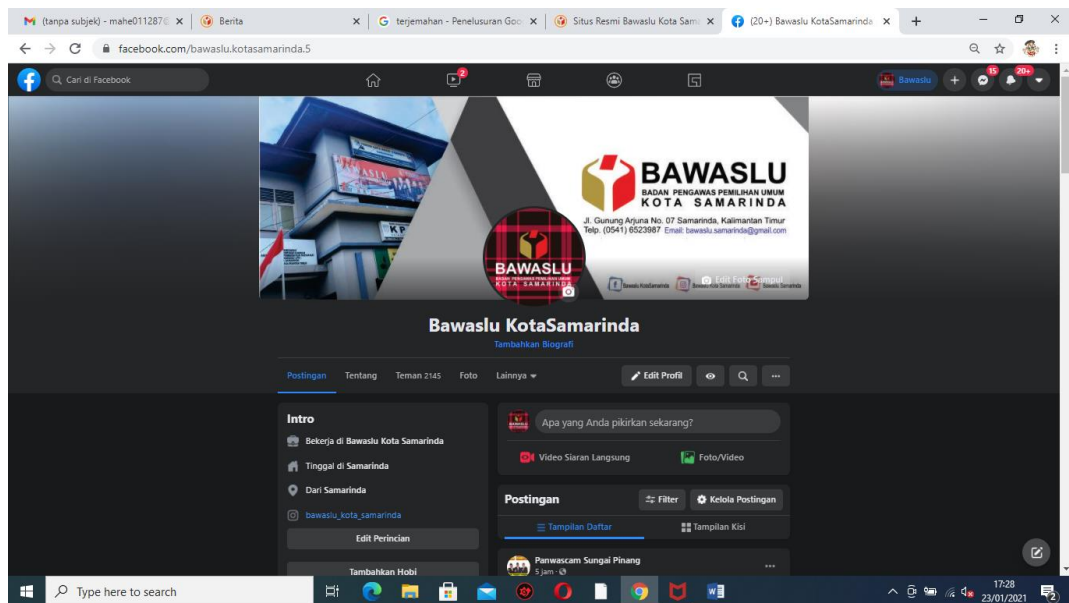 (tanpa subjek) - mahe011287@
Berita
terjemahan - Penelusuran Goo
Situs Resmi Bawaslu Kota Sam
(20+) Bawaslu KotaSamarinda
facebook.com/bawaslu.kotasamarinda.5
Cari di Facebook
2
Bawaslu
15
20+
BAWASLU
BADAN PENGAWAS PEMILIHAN UMUM
KOTA SAMARINDA
Jl. Gunung Arjuna No. 07 Samarinda, Kalimantan Timur
Telp. (0541) 6523987 Email: bawaslu.samarinda@gmail.com
BAWASLU
KOTA SAMARINDA
Edit Foto Sampul
Bawaslu KotaSamarinda
Tambahkan Biografi
Postingan Tentang Teman 2145 Foto Lainnya
Edit Profil
Intro
Bekerja di Bawaslu Kota Samarinda
Tinggal di Samarinda
Dari Samarinda
bawaslu_kota_samarinda
Edit Perincian
Tambahkan Hobi
Apa yang Anda pikirkan sekarang?
Video Siaran Langsung
Foto/Video
Postingan
Filter
Kelola Postingan
Tampilan Daftar
Tampilan Kisi
Panwascam Sungai Pinang
5 jam
Type here to search
17:28
23/01/2021
2